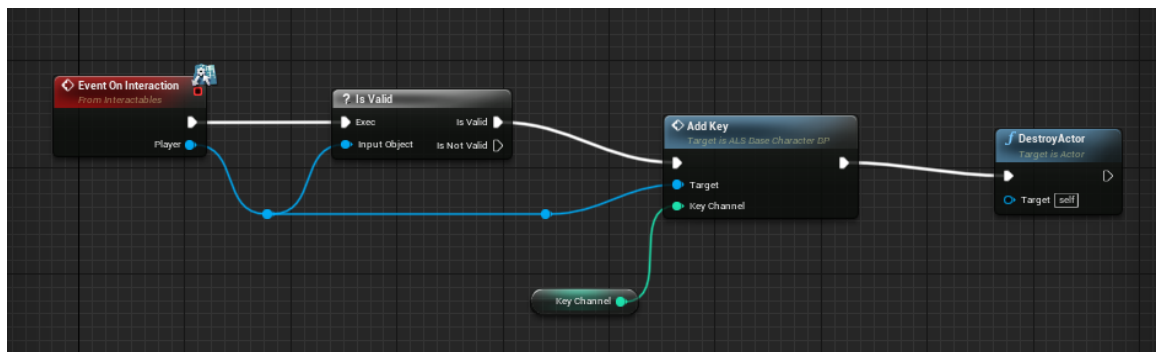 Event On Interaction
From Interactables
Player
? Is Valid
Exec
Is Valid
Input Object
Is Not Valid
Add Key
Target is ALS Base Character BP
Target
Key Channel
Key Channel
f DestroyActor
Target is Actor
Target self